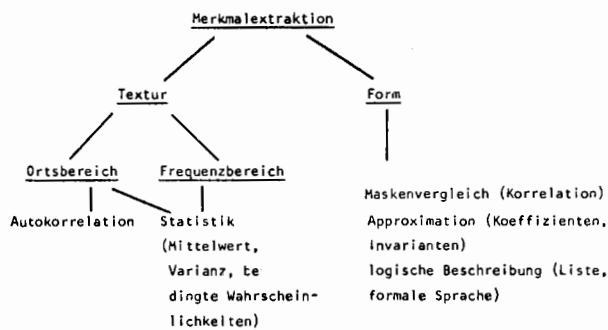 Merkmalextraktion
Textur
Form
Ortsbereich
Frequenzbereich
Autokorrelation
Statistik
(Mittelwert,
Varianz, te
dingte Wahrschein-
lichkeiten)
Maskenvergleich (Korrelation)
Approximation (Koeffizienten,
Invarianten)
logische Beschreibung (Liste,
formale Sprache)